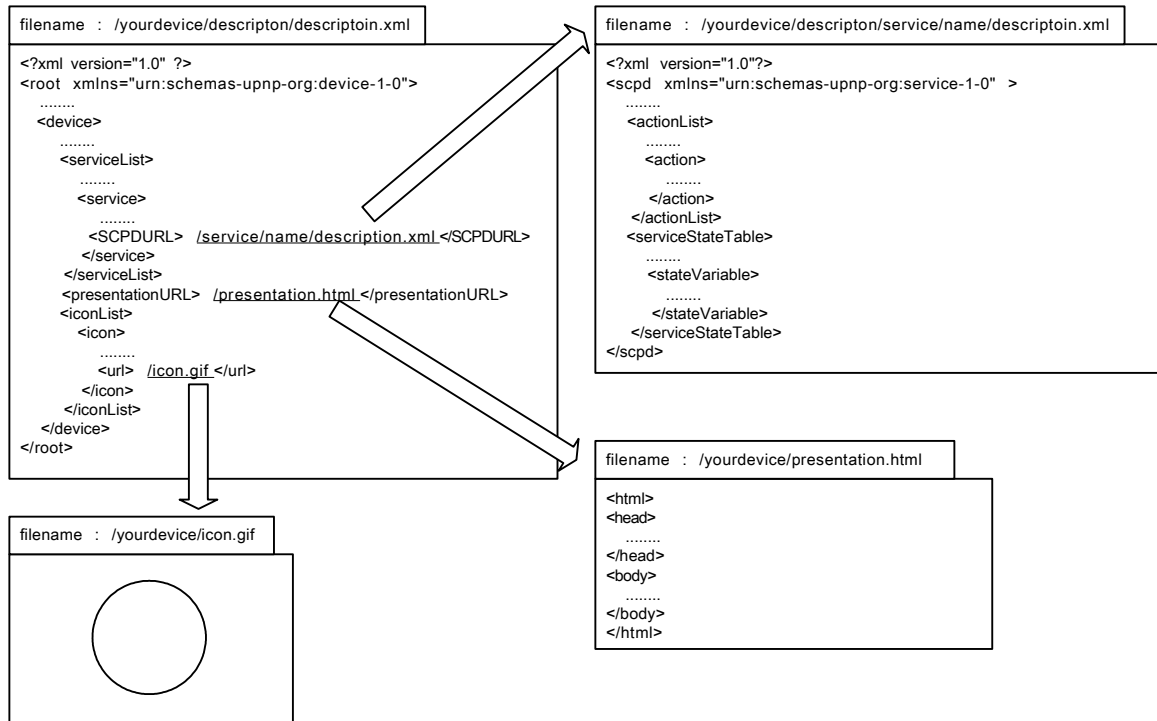 filename : /yourdevice/descripton/descriptoin.xml
<?xml version="1.0" ?>
<root xmlns="urn:schemas-upnp-org:device-1-0">
........
<device>
........
<serviceList>
........
<service>
........
<SCPDURL> /service/name/description.xml </SCPDURL>
</service>
</serviceList>
<presentationURL> /presentation.html </presentationURL>
<iconList>
<icon>
........
<url> /icon.gif </url>
</icon>
</iconList>
</device>
</root>
filename : /yourdevice/descripton/service/name/descriptoin.xml
<?xml version="1.0"?>
<scpd xmlns="urn:schemas-upnp-org:service-1-0" >
........
<actionList>
........
<action>
........
</action>
</actionList>
<serviceStateTable>
........
<stateVariable>
........
</stateVariable>
</serviceStateTable>
</scpd>
filename : /yourdevice/presentation.html
<html>
<head>
........
</head>
<body>
........
</body>
</html>
filename : /yourdevice/icon.gif